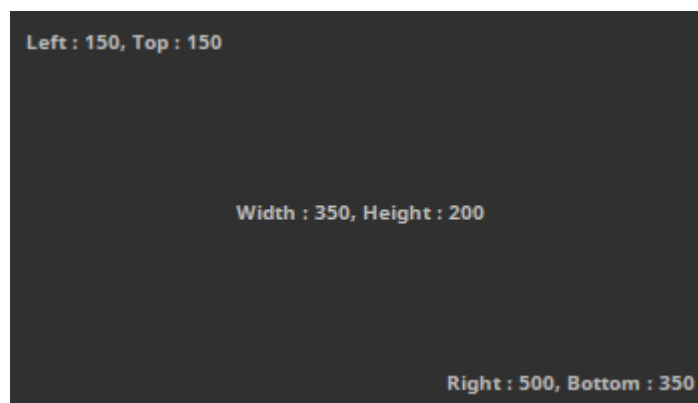 Left : 150, Top : 150
Width : 350, Height : 200
Right : 500, Bottom : 350